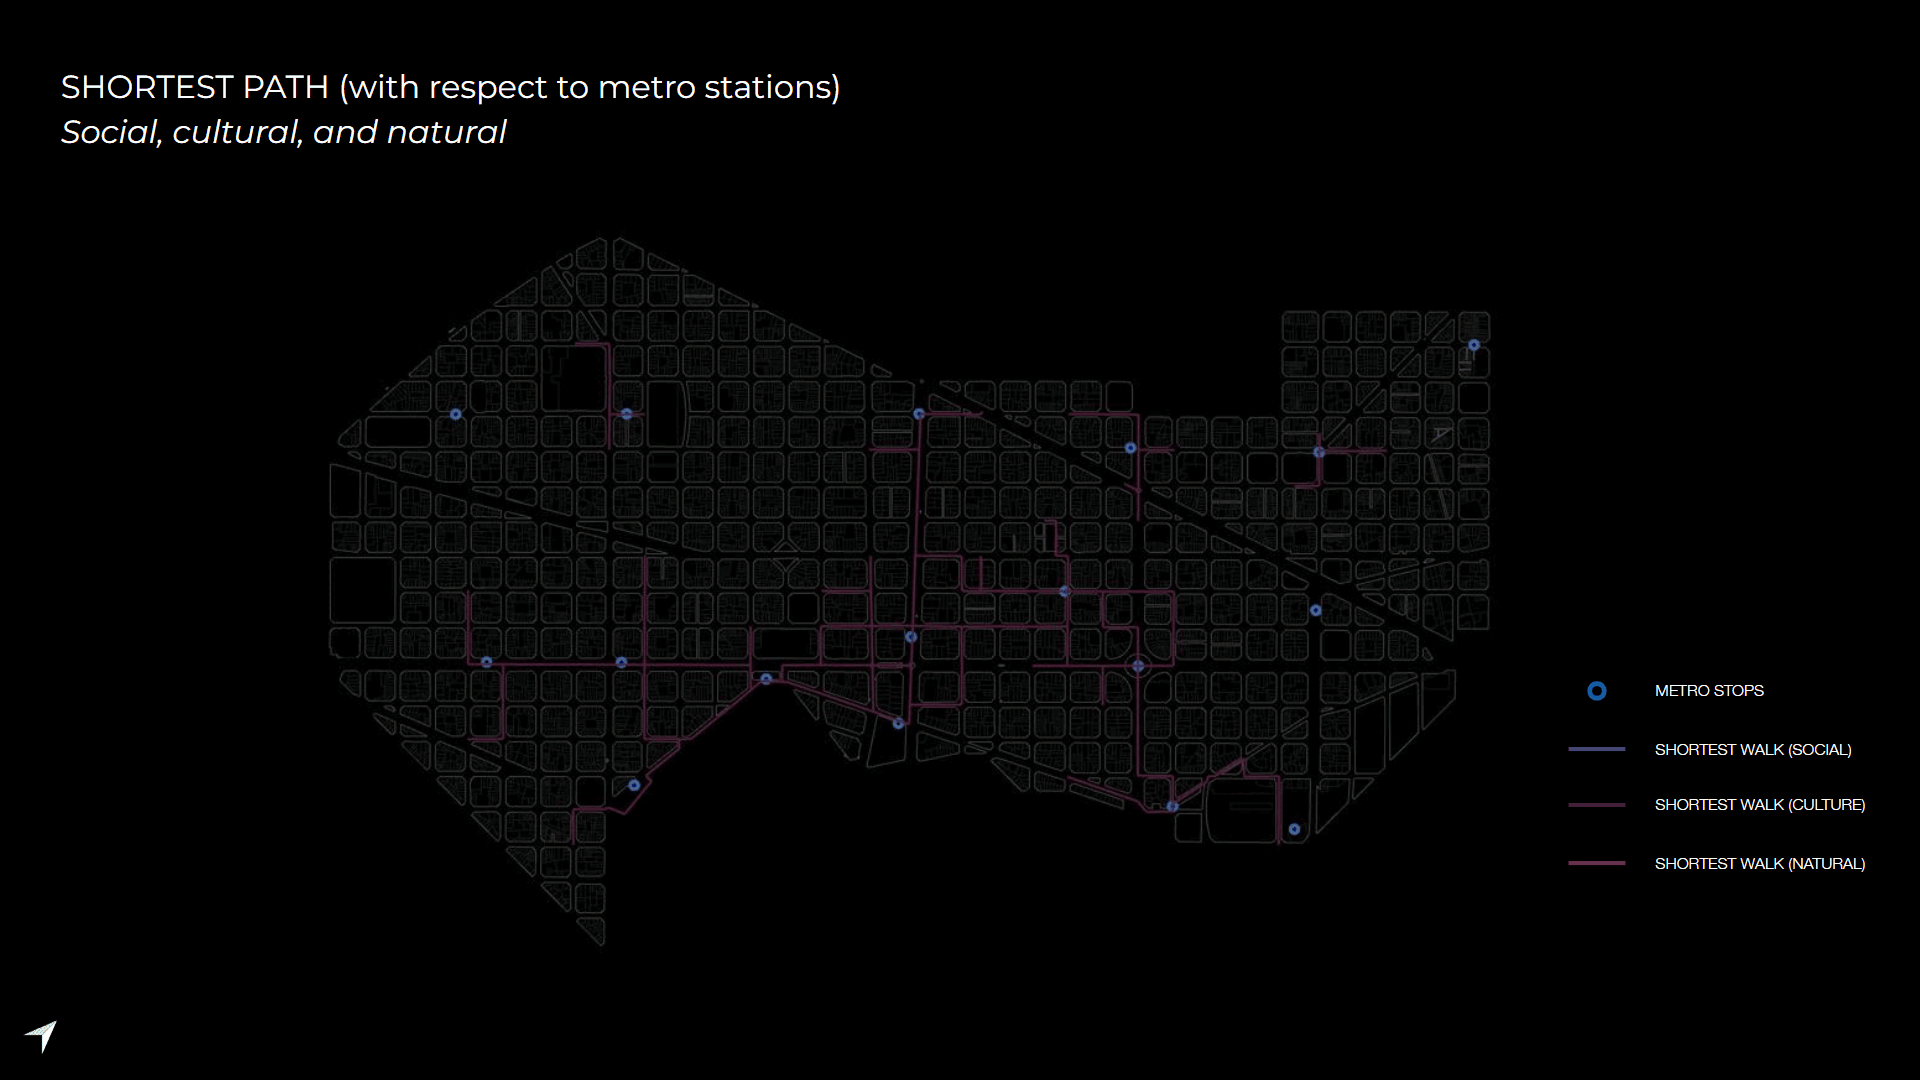 SHORTEST PATH (with respect to metro stations)
Social, cultural, and natural
METRO STOPS
SHORTEST WALK (SOCIAL)
SHORTEST WALK (CULTURE)
SHORTEST WALK (NATURAL)